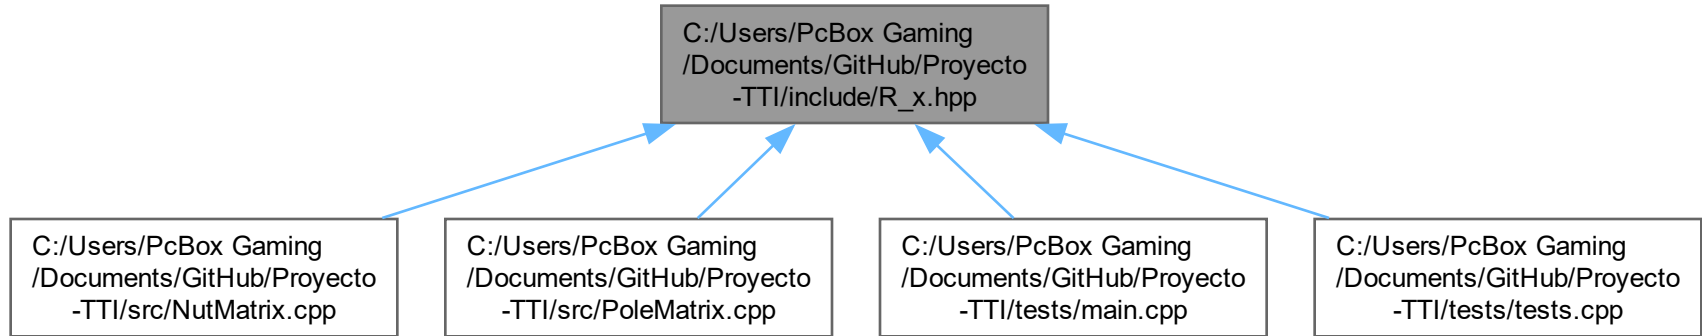 C:/Users/PcBox Gaming
/Documents/GitHub/Proyecto
-TTI/include/R_x.hpp
C:/Users/PcBox Gaming
/Documents/GitHub/Proyecto
-TTI/src/NutMatrix.cpp
C:/Users/PcBox Gaming
/Documents/GitHub/Proyecto
-TTI/src/PoleMatrix.cpp
C:/Users/PcBox Gaming
/Documents/GitHub/Proyecto
-TTI/tests/main.cpp
C:/Users/PcBox Gaming
/Documents/GitHub/Proyecto
-TTI/tests/tests.cpp